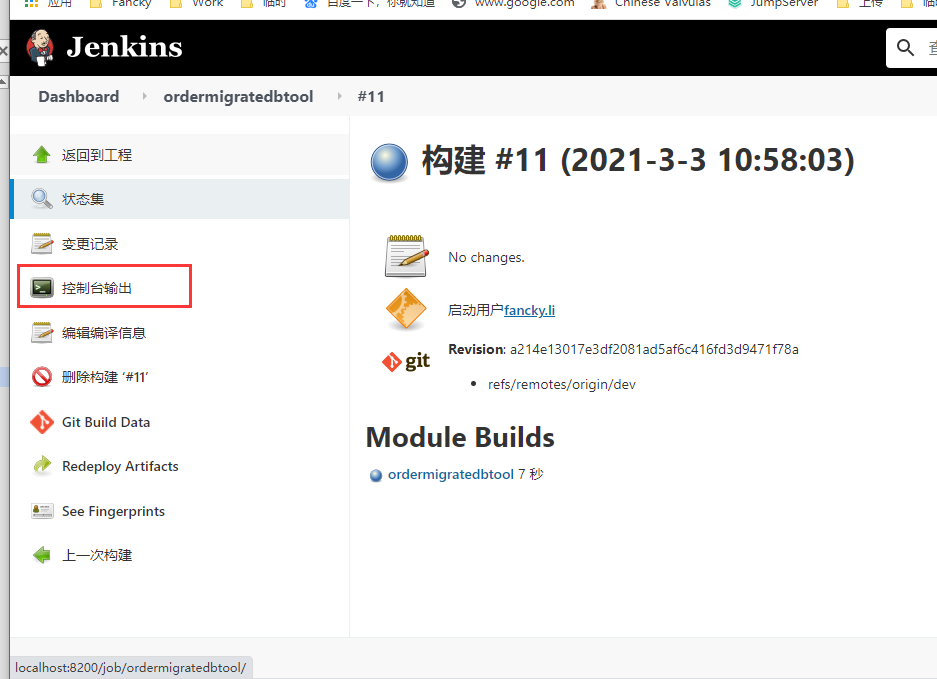 应用 Fancky Work 临时 百度一下，你就知道 www.google.com Chinese Valvulas JumpServer 上传
Jenkins
Dashboard ordermigratedbtool #11
返回到工程
状态集
变更记录
控制台输出
编辑编译信息
删除构建 ‘#11’
Git Build Data
Redeploy Artifacts
See Fingerprints
上一次构建
构建 #11 (2021-3-3 10:58:03)
No changes.
启动用户fancky.li
git
Revision: a214e13017e3df2081ad5af6c416fd3d9471f78a
refs/remotes/origin/dev
Module Builds
ordermigratedbtool 7 秒
localhost:8200/job/ordermigratedbtool/